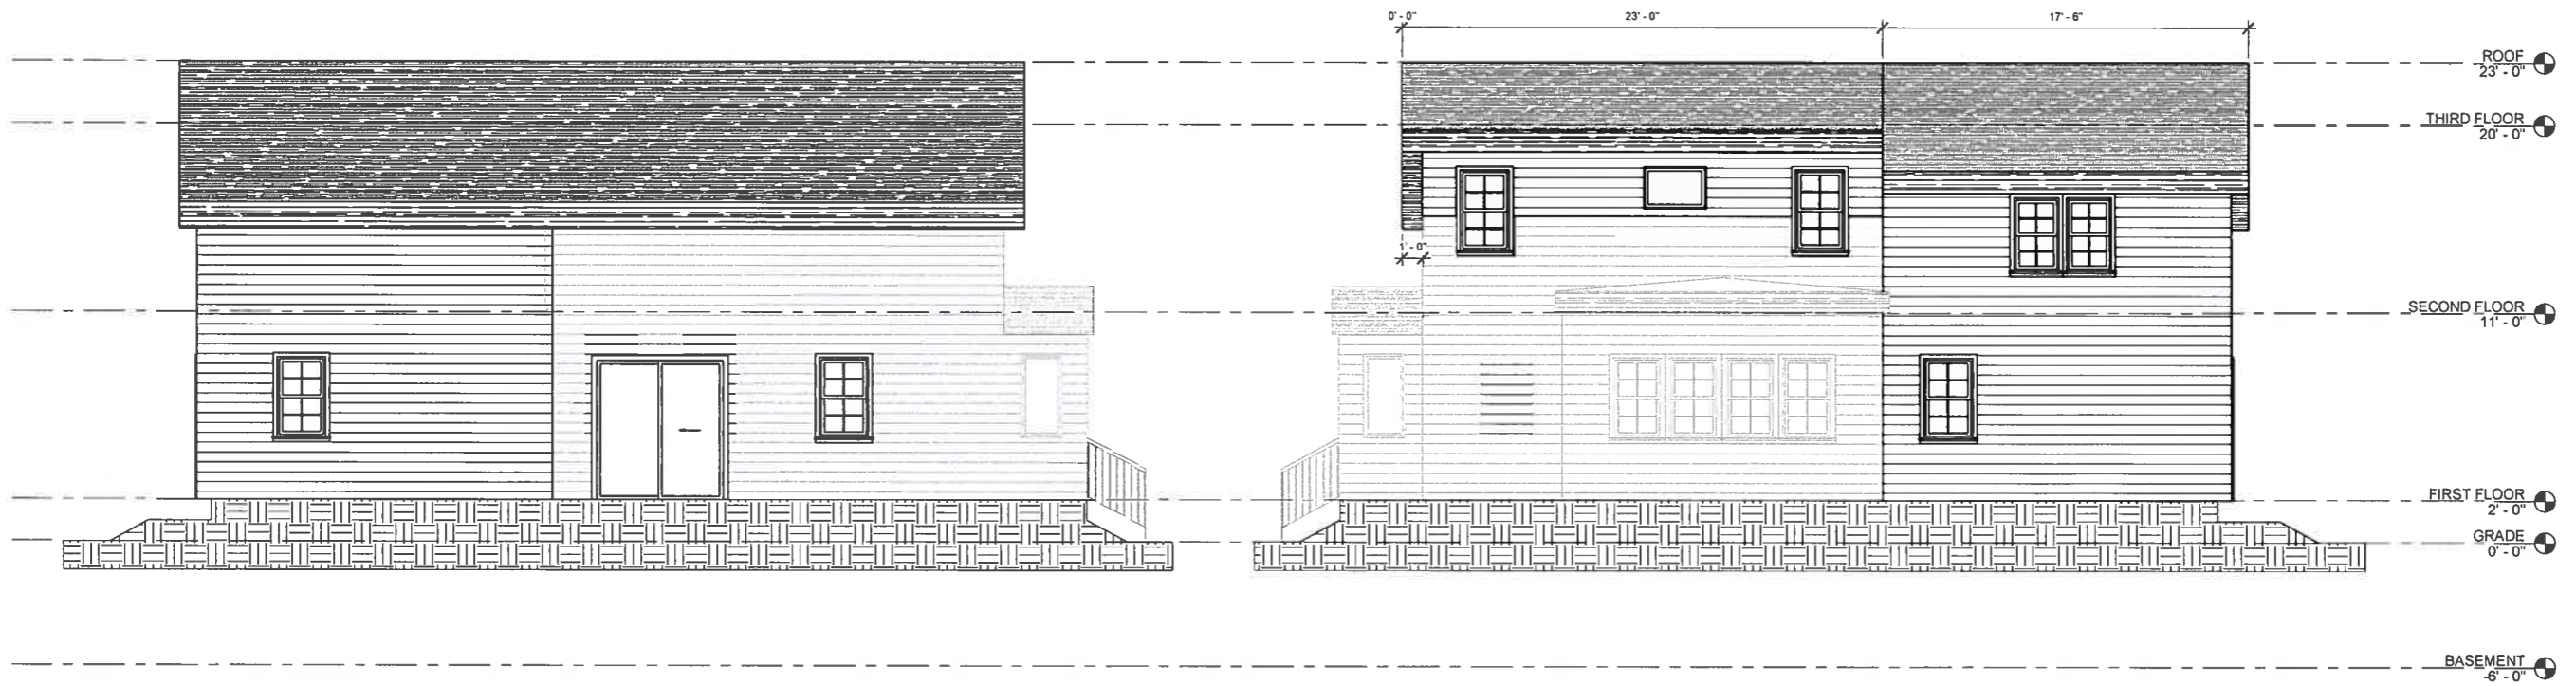 0' - 0"
23' - 0"
17' - 6"
ROOF
23' - 0"
THIRD FLOOR
20' - 0"
1' - 0"
SECOND FLOOR
11' - 0"
FIRST FLOOR
2' - 0"
GRADE
0' - 0"
BASEMENT
-6' - 0"